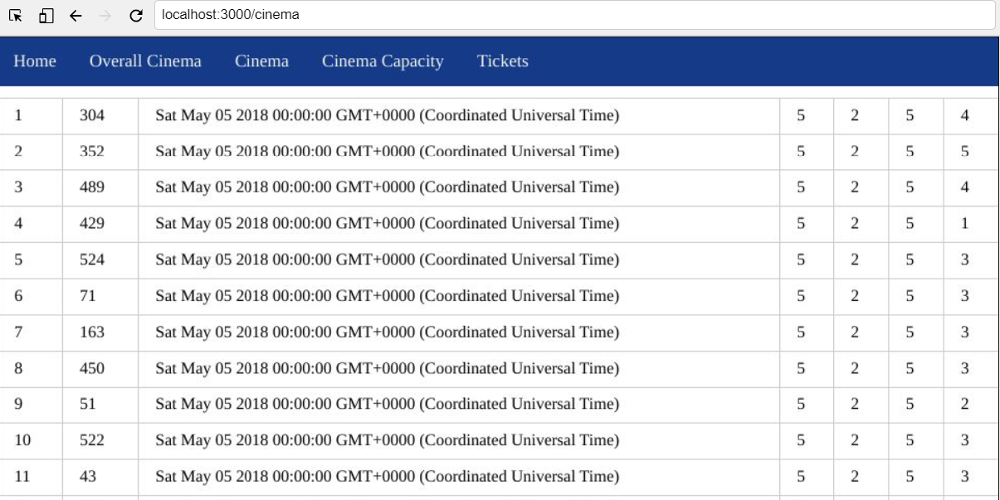 localhost:3000/cinema
Home Overall Cinema Cinema Cinema Capacity Tickets
1 304 Sat May 05 2018 00:00:00 GMT+0000 (Coordinated Universal Time) 5 2 5 4
2 352 Sat May 05 2018 00:00:00 GMT+0000 (Coordinated Universal Time) 5 2 5 5
3 489 Sat May 05 2018 00:00:00 GMT+0000 (Coordinated Universal Time) 5 2 5 4
4 429 Sat May 05 2018 00:00:00 GMT+0000 (Coordinated Universal Time) 5 2 5 1
5 524 Sat May 05 2018 00:00:00 GMT+0000 (Coordinated Universal Time) 5 2 5 3
6 71 Sat May 05 2018 00:00:00 GMT+0000 (Coordinated Universal Time) 5 2 5 3
7 163 Sat May 05 2018 00:00:00 GMT+0000 (Coordinated Universal Time) 5 2 5 3
8 450 Sat May 05 2018 00:00:00 GMT+0000 (Coordinated Universal Time) 5 2 5 3
9 51 Sat May 05 2018 00:00:00 GMT+0000 (Coordinated Universal Time) 5 2 5 2
10 522 Sat May 05 2018 00:00:00 GMT+0000 (Coordinated Universal Time) 5 2 5 3
11 43 Sat May 05 2018 00:00:00 GMT+0000 (Coordinated Universal Time) 5 2 5 3